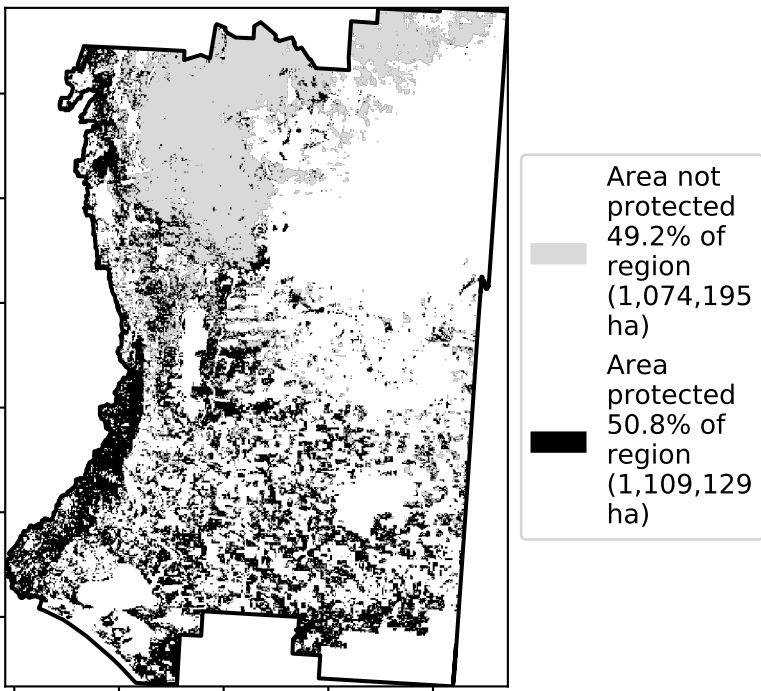 Area not
protected
49.2% of
region
(1,074,195
ha)
Area
protected
50.8% of
region
(1,109,129
ha)